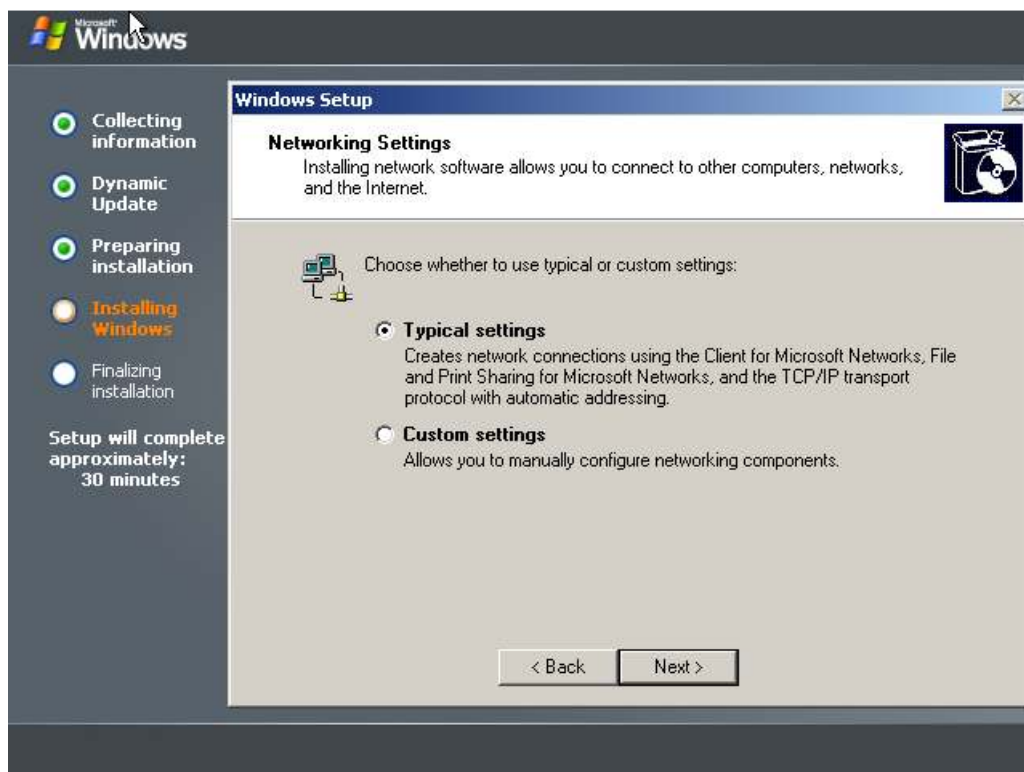 Microsoft
Windows
Collecting
information
Dynamic
Update
Preparing
installation
Installing
Windows
Finalizing
installation
Setup will complete
approximately:
30 minutes
Windows Setup
Networking Settings
Installing network software allows you to connect to other computers, networks,
and the Internet.
Choose whether to use typical or custom settings:
Typical settings
Creates network connections using the Client for Microsoft Networks, File
and Print Sharing for Microsoft Networks, and the TCP/IP transport
protocol with automatic addressing.
Custom settings
Allows you to manually configure networking components.
< Back
Next >